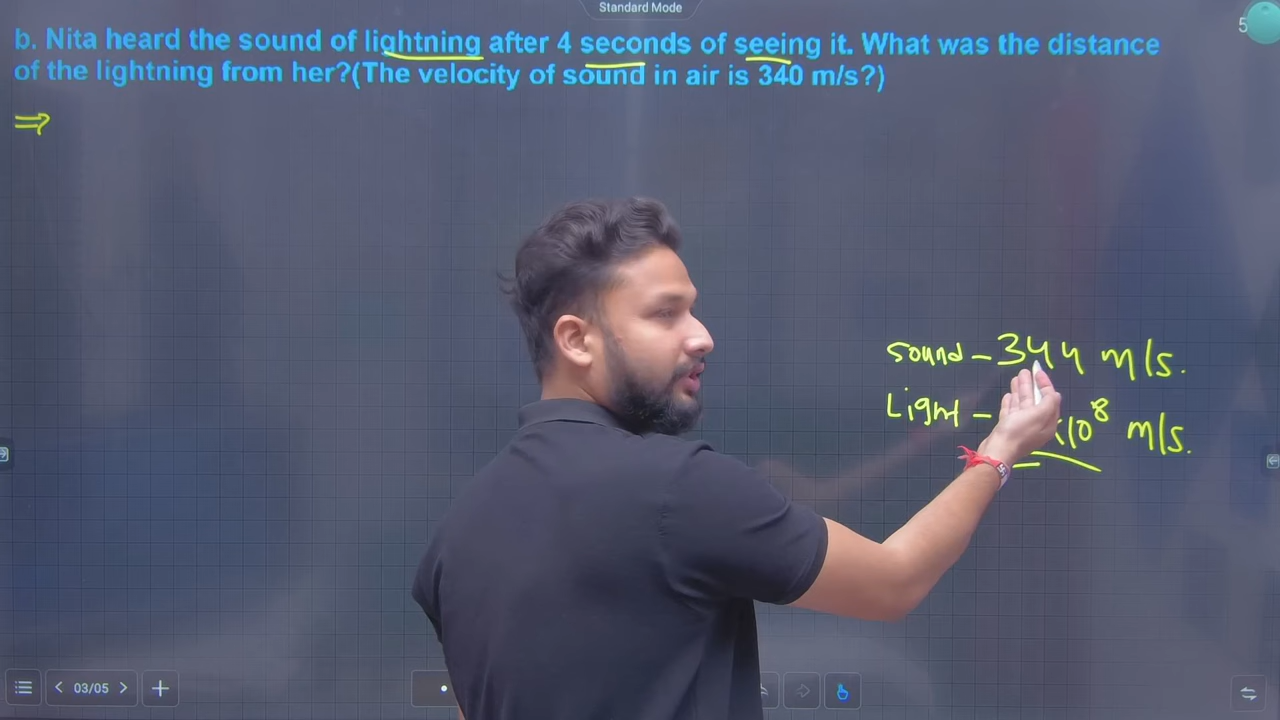 Standard Mode
5
b. Nita heard the sound of lightning after 4 seconds of seeing it. What was the distance
of the lightning from her?(The velocity of sound in air is 340 m/s?)
⇒
sound - 344 m/s.
Light - ×10⁸ m/s.
03/05